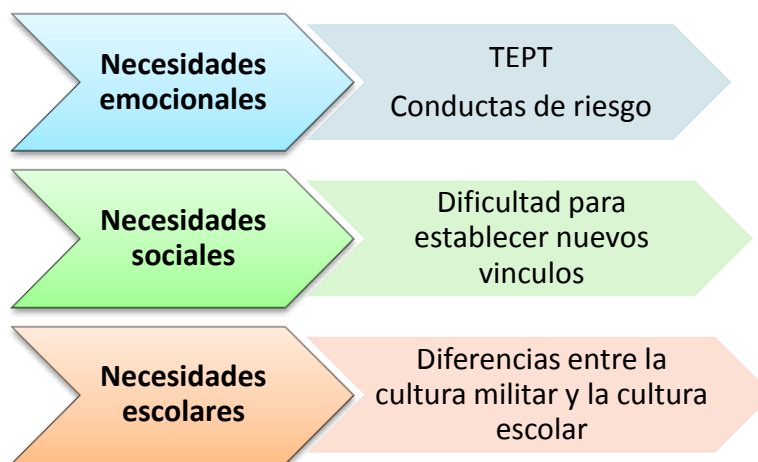 Necesidades
emocionales
TEPT
Conductas de riesgo
Necesidades
sociales
Dificultad para
establecer nuevos
vinculos
Necesidades
escolares
Diferencias entre la
cultura militar y la cultura
escolar